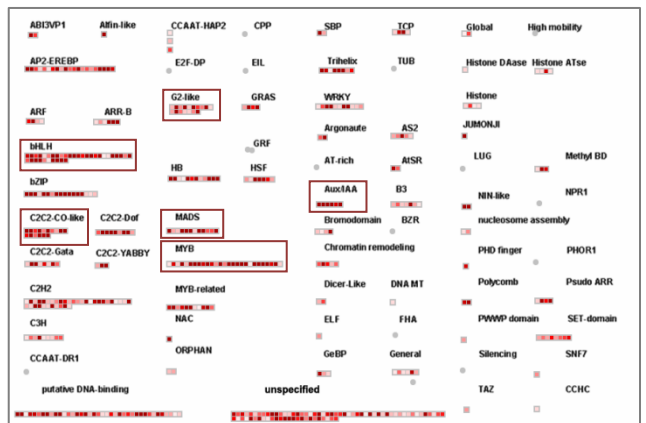 ABI3VP1 Alfin-like CCAAT-HAP2 CPP SBP TCP Global High mobility
AP2-EREBP E2F-DP EIL Trihelix TUB Histone DAase Histone ATse
ARF ARR-B G2-like GRAS WRKY Histone
Argonaute AS2 JUMONJI
bHLH GRF
HB HSF AT-rich AtSR LUG Methyl BD
bZIP Aux/IAA B3 NIN-like NPR1
C2C2-CO-like C2C2-Dof MADS Bromodomain BZR nucleosome assembly
C2C2-Gata C2C2-YABBY MYB Chromatin remodeling PHD finger PHOR1
C2H2 MYB-related Dicer-Like DNA MT Polycomb Psudo ARR
C3H NAC ELF FHA PWWP domain SET-domain
CCAAT-DR1 ORPHAN GeBP General Silencing SNF7
putative DNA-binding unspecified TAZ CCHC